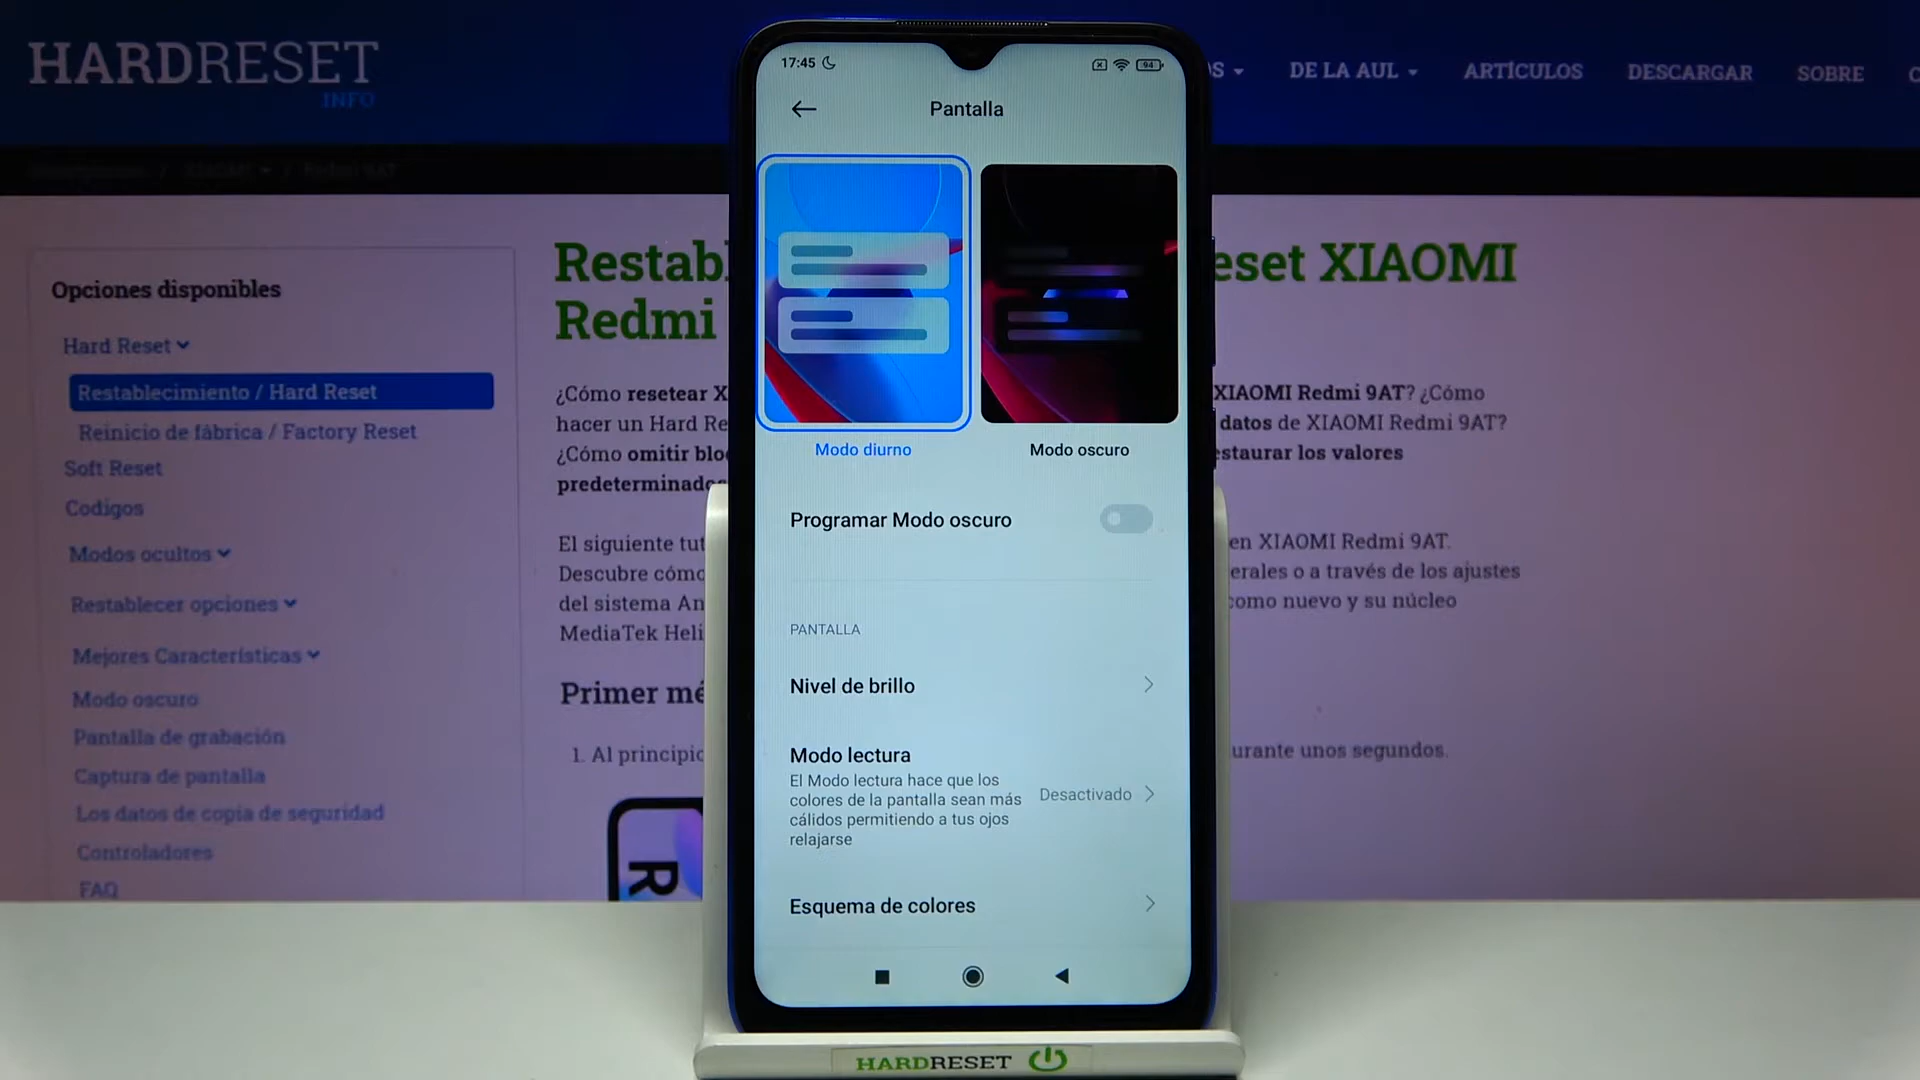 HARDRESET
INFO
DE LA AUL
ARTÍCULOS
DESCARGAR
SOBRE
XIAOMI / Redmi 9AT
Opciones disponibles
Hard Reset
Restablecimiento / Hard Reset
Reinicio de fábrica / Factory Reset
Soft Reset
Codigos
Modos ocultos
Restablecer opciones
Mejores Características
Modo oscuro
Pantalla de grabación
Captura de pantalla
Los datos de copia de seguridad
Controladores
FAQ
Restab
eset XIAOMI
Redmi
¿Cómo resetear X
XIAOMI Redmi 9AT? ¿Cómo
hacer un Hard Re
datos de XIAOMI Redmi 9AT?
¿Cómo omitir blo
staurar los valores
predeterminado
El siguiente tut
en XIAOMI Redmi 9AT.
Descubre cómo
erales o a través de los ajustes
del sistema An
como nuevo y su núcleo
MediaTek Heli
Primer mé
1. Al principio
urante unos segundos.
R
17:45
94
Pantalla
Modo diurno
Modo oscuro
Programar Modo oscuro
PANTALLA
Nivel de brillo
Modo lectura
El Modo lectura hace que los
colores de la pantalla sean más
cálidos permitiendo a tus ojos
relajarse
Desactivado
Esquema de colores
HARDRESET